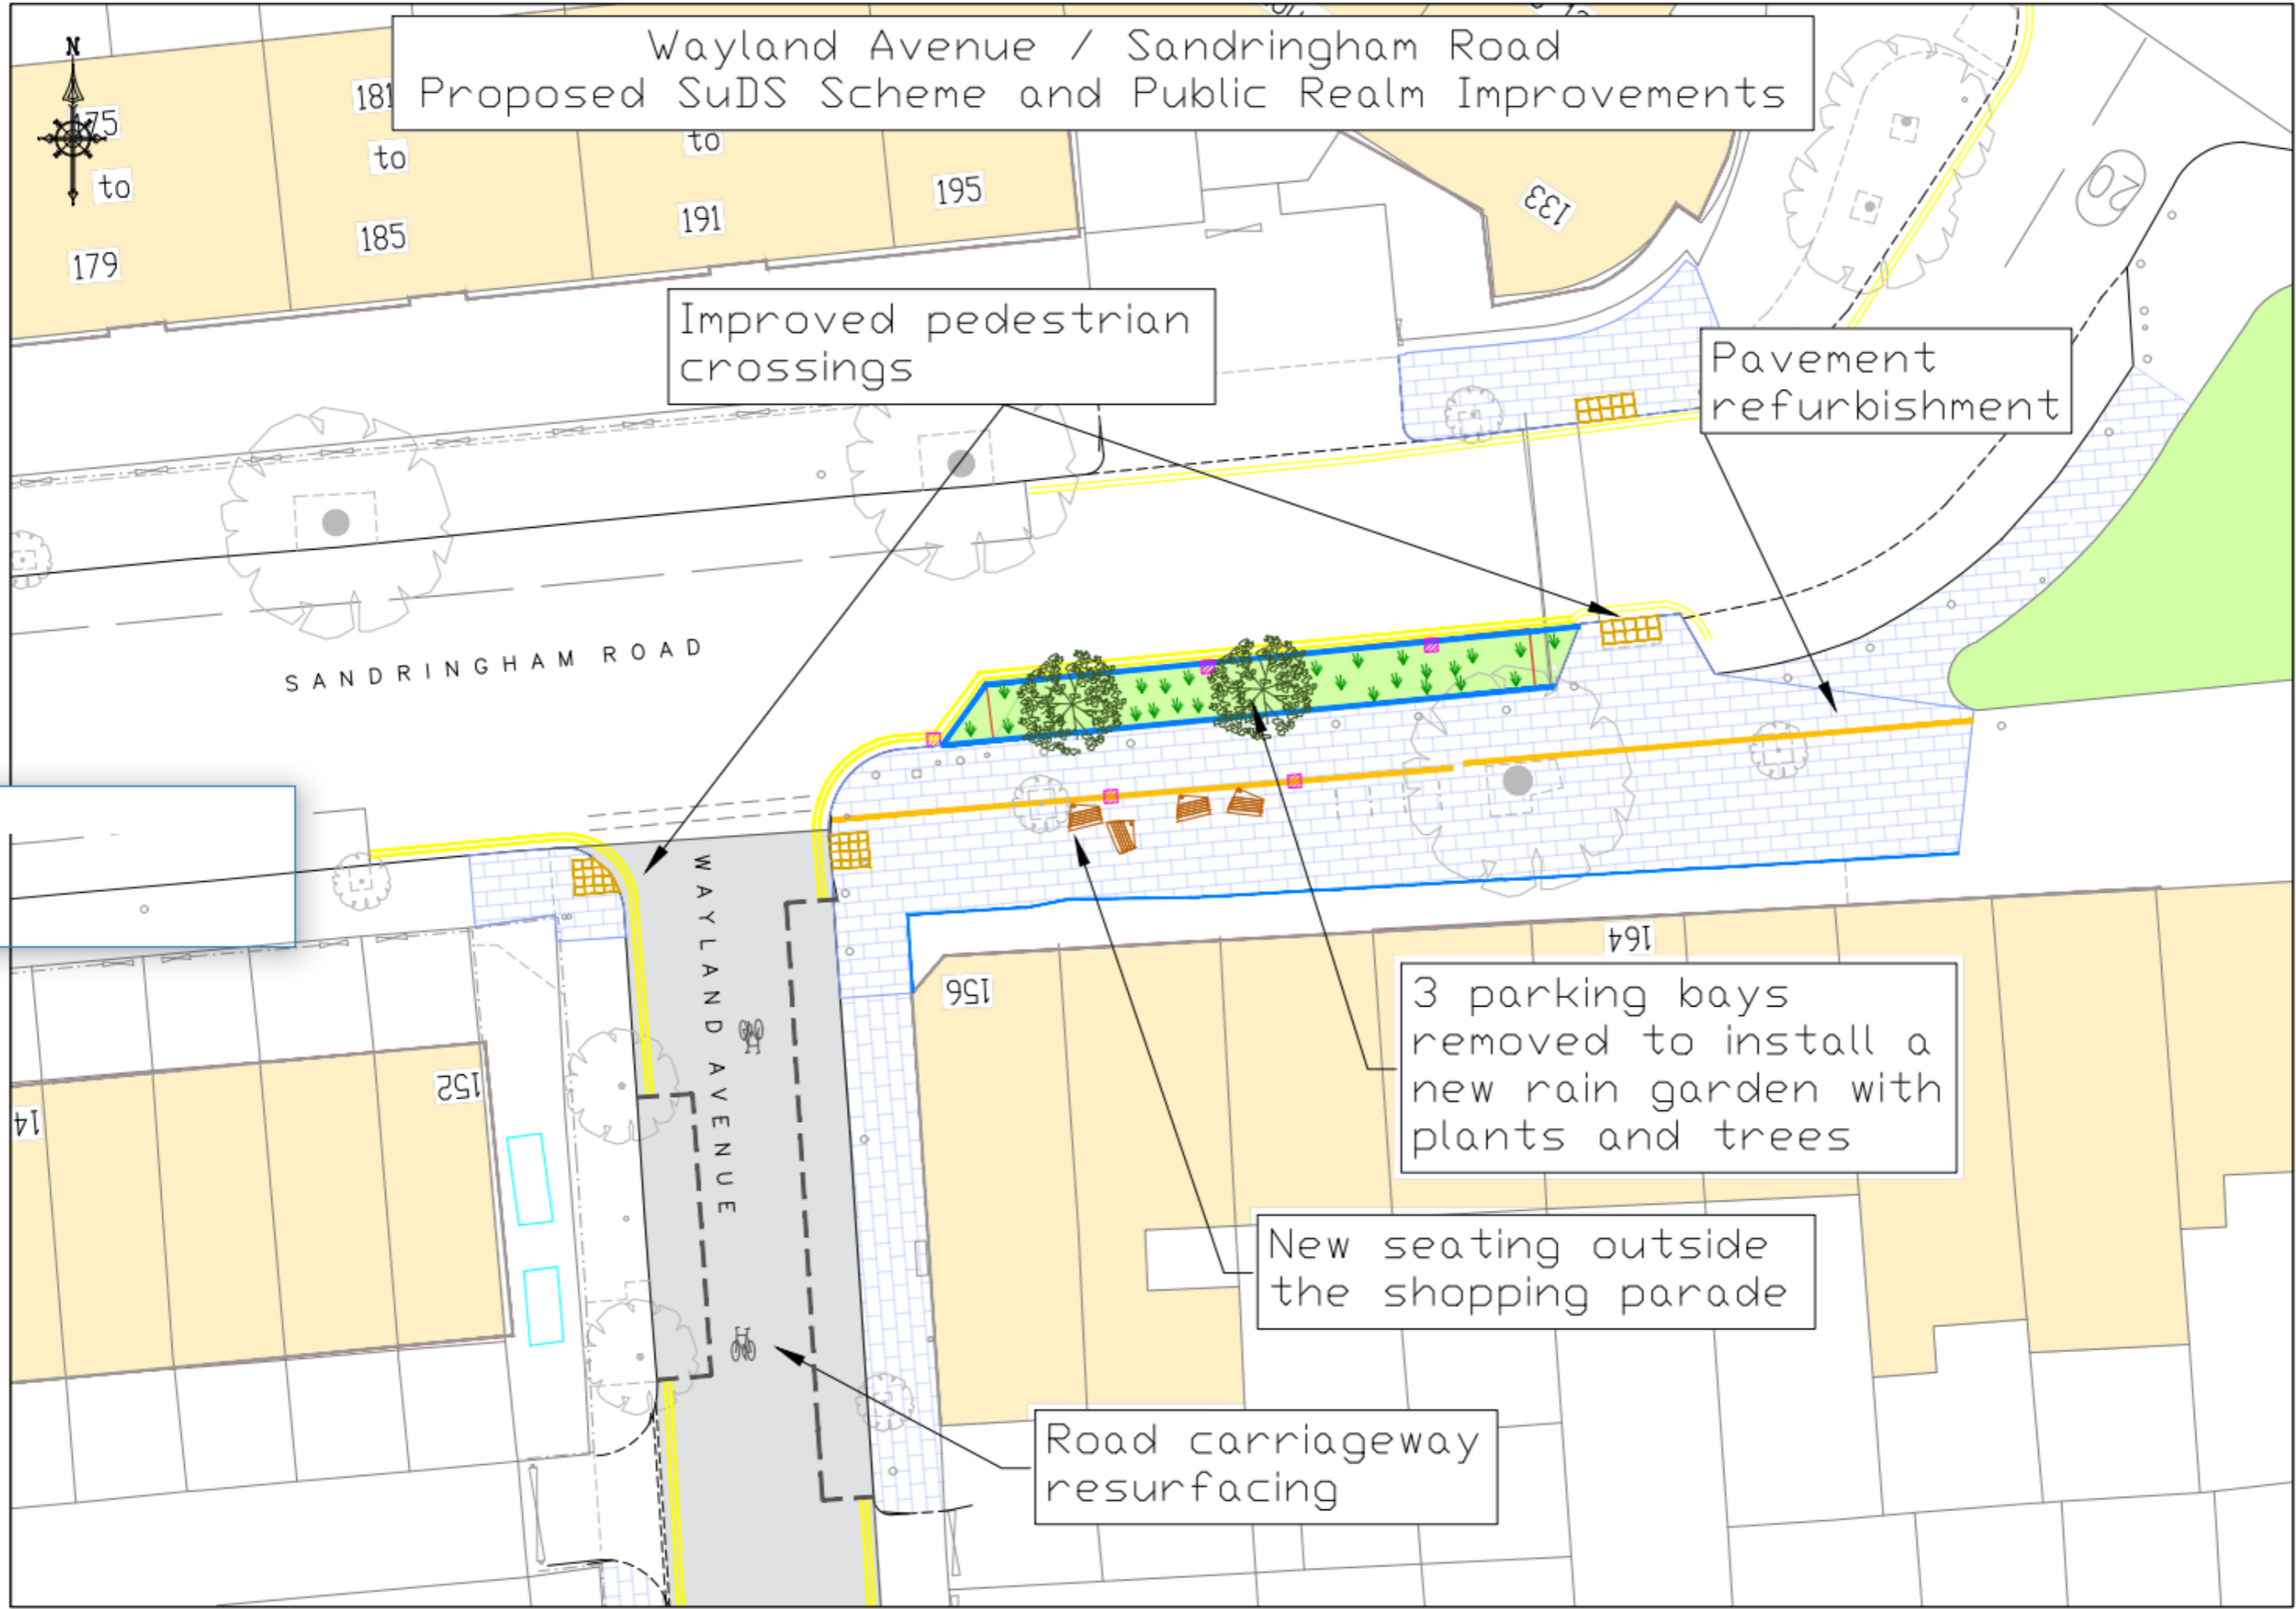 Wayland Avenue / Sandringham Road
Proposed SuDS Scheme and Public Realm Improvements
N
175
to
179
181
to
185
to
191
195
133
20
Improved pedestrian
crossings
Pavement
refurbishment
SANDRINGHAM ROAD
WAYLAND AVENUE
156
164
152
14
3 parking bays
removed to install a
new rain garden with
plants and trees
New seating outside
the shopping parade
Road carriageway
resurfacing